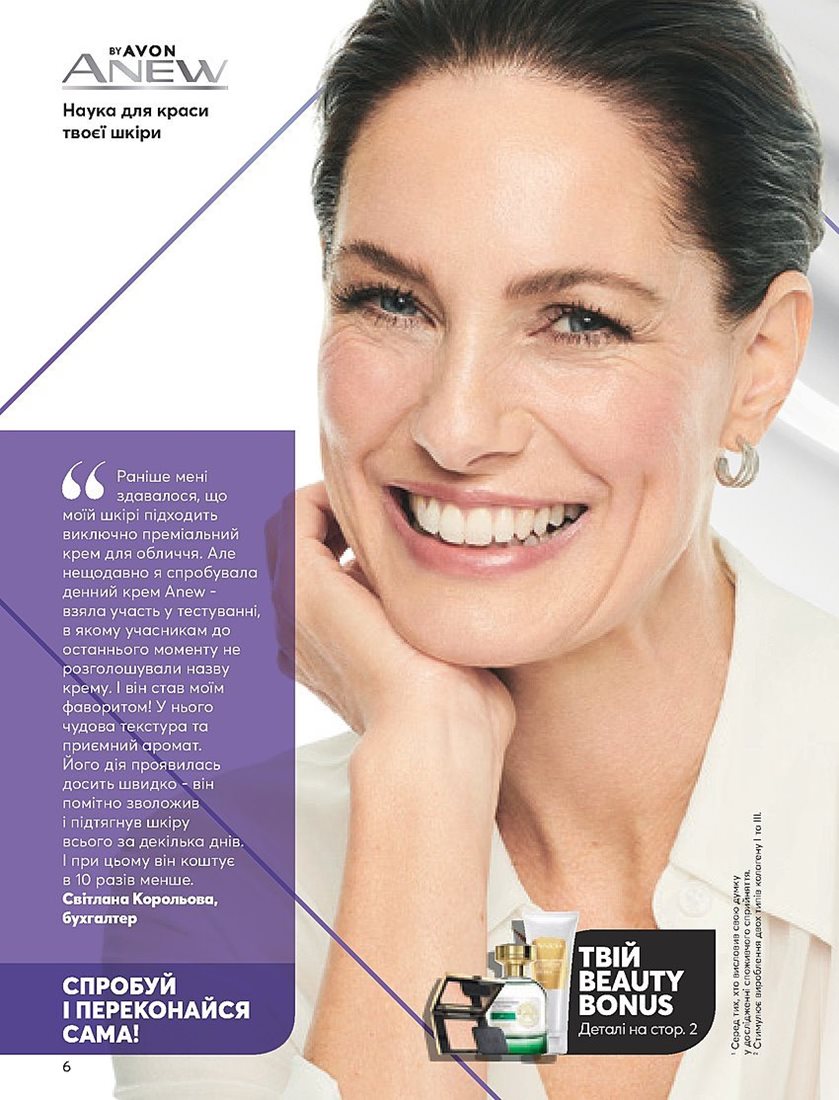 BY AVON
ANEW
Наука для краси
твоєї шкіри
“ Раніше мені
здавалося, що
моїй шкірі підходить
виключно преміальний
крем для обличчя. Але
нещодавно я спробувала
денний крем Anew -
взяла участь у тестуванні,
в якому учасникам до
останнього моменту не
розголошували назву
крему. І він став моїм
фаворитом! У нього
чудова текстура та
приємний аромат.
Його дія проявилась
досить швидко - він
помітно зволожив
і підтягнув шкіру
всього за декілька днів.
І при цьому він коштує
в 10 разів менше.
Світлана Корольова,
бухгалтер
СПРОБУЙ
І ПЕРЕКОНАЙСЯ
САМА!
ТВІЙ
BEAUTY
BONUS
Деталі на стор. 2
¹ Серед тих, хто висловив свою думку
у дослідженні споживчого сприйняття.
² Стимулює вироблення двох типів колагену І то ІІІ.
6